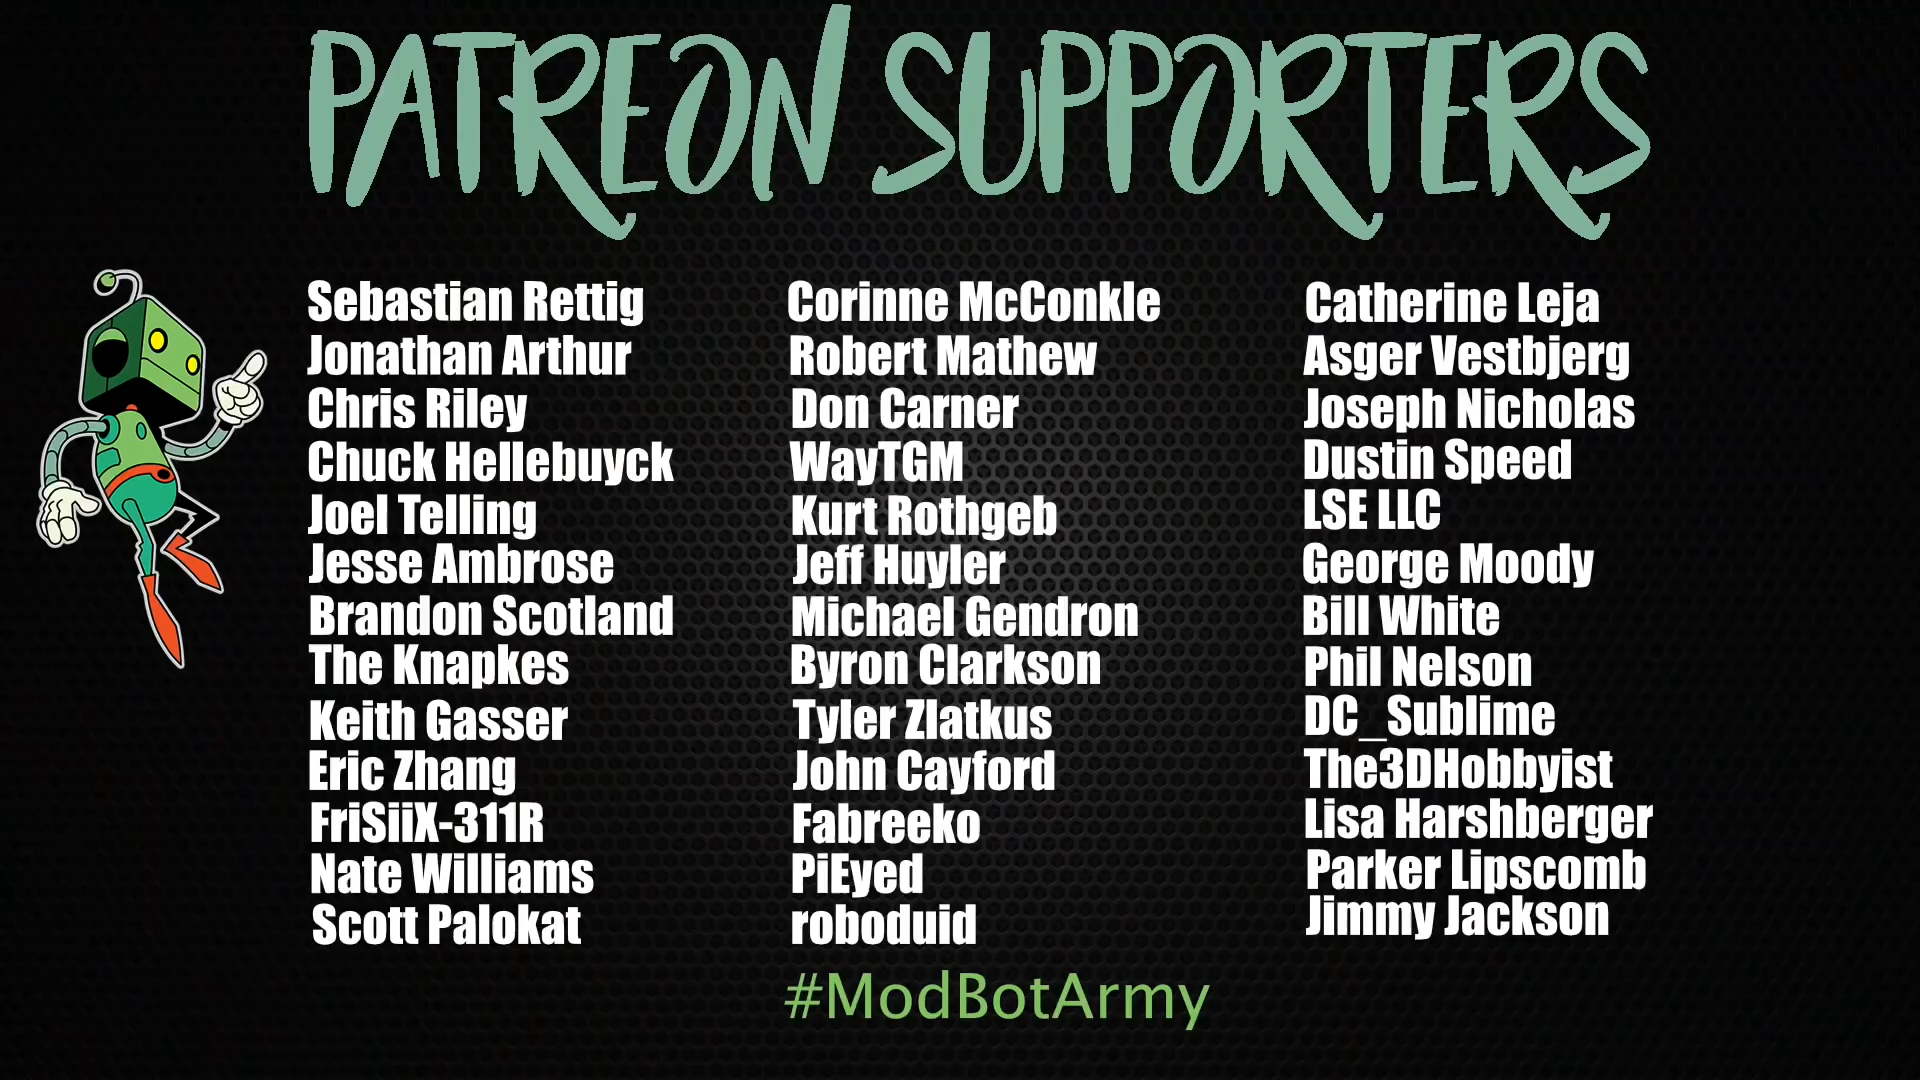 PATREON SUPPORTERS
Sebastian Rettig
Jonathan Arthur
Chris Riley
Chuck Hellebuyck
Joel Telling
Jesse Ambrose
Brandon Scotland
The Knapkes
Keith Gasser
Eric Zhang
FriSiiX-311R
Nate Williams
Scott Palokat
Corinne McConkle
Robert Mathew
Don Carner
WayTGM
Kurt Rothgeb
Jeff Huyler
Michael Gendron
Byron Clarkson
Tyler Zlatkus
John Cayford
Fabreeko
PiEyed
roboduid
Catherine Leja
Asger Vestbjerg
Joseph Nicholas
Dustin Speed
LSE LLC
George Moody
Bill White
Phil Nelson
DC_Sublime
The3DHobbyist
Lisa Harshberger
Parker Lipscomb
Jimmy Jackson
#ModBotArmy